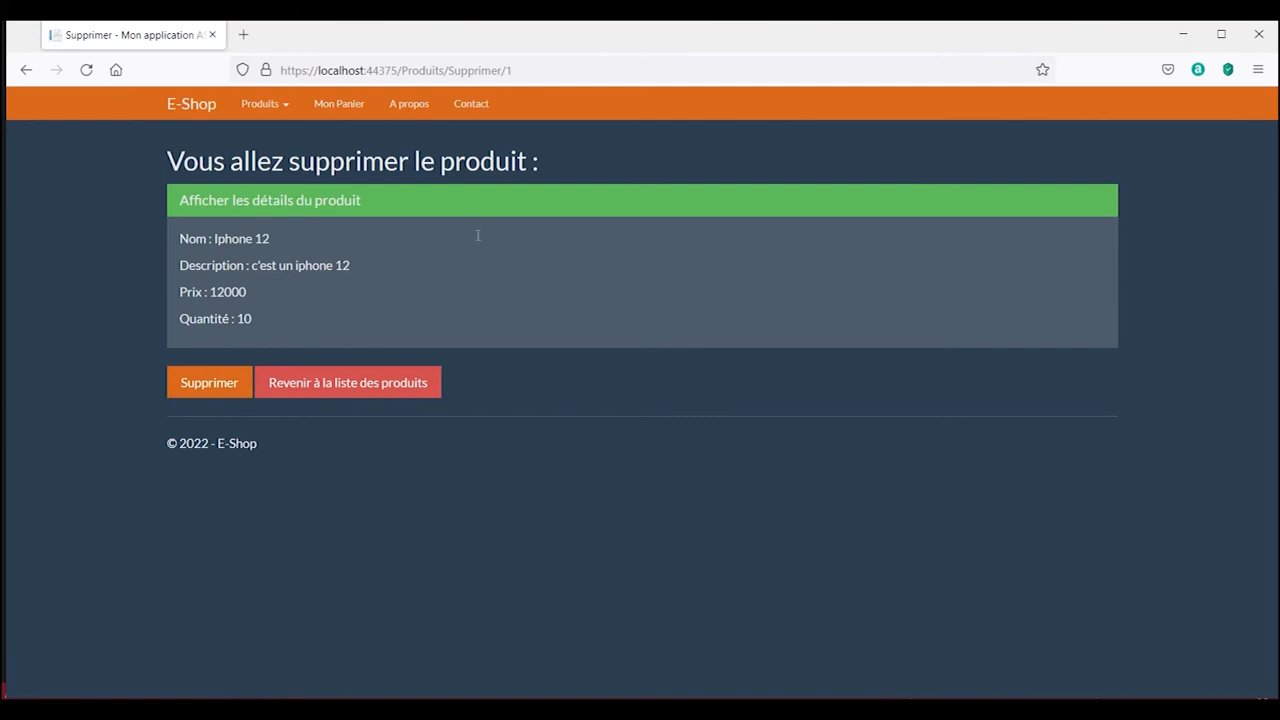 Supprimer - Mon application AS
https://localhost:44375/Produits/Supprimer/1
E-Shop Produits Mon Panier A propos Contact
Vous allez supprimer le produit :
Afficher les détails du produit
Nom : Iphone 12
Description : c'est un iphone 12
Prix : 12000
Quantité : 10
Supprimer Revenir à la liste des produits
© 2022 - E-Shop